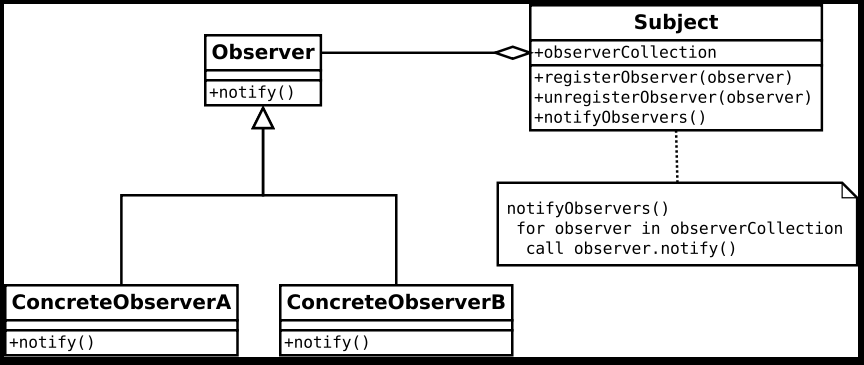 Subject
+observerCollection
+registerObserver(observer)
+unregisterObserver(observer)
+notifyObservers()
Observer
+notify()
notifyObservers()
for observer in observerCollection
call observer.notify()
ConcreteObserverA
+notify()
ConcreteObserverB
+notify()